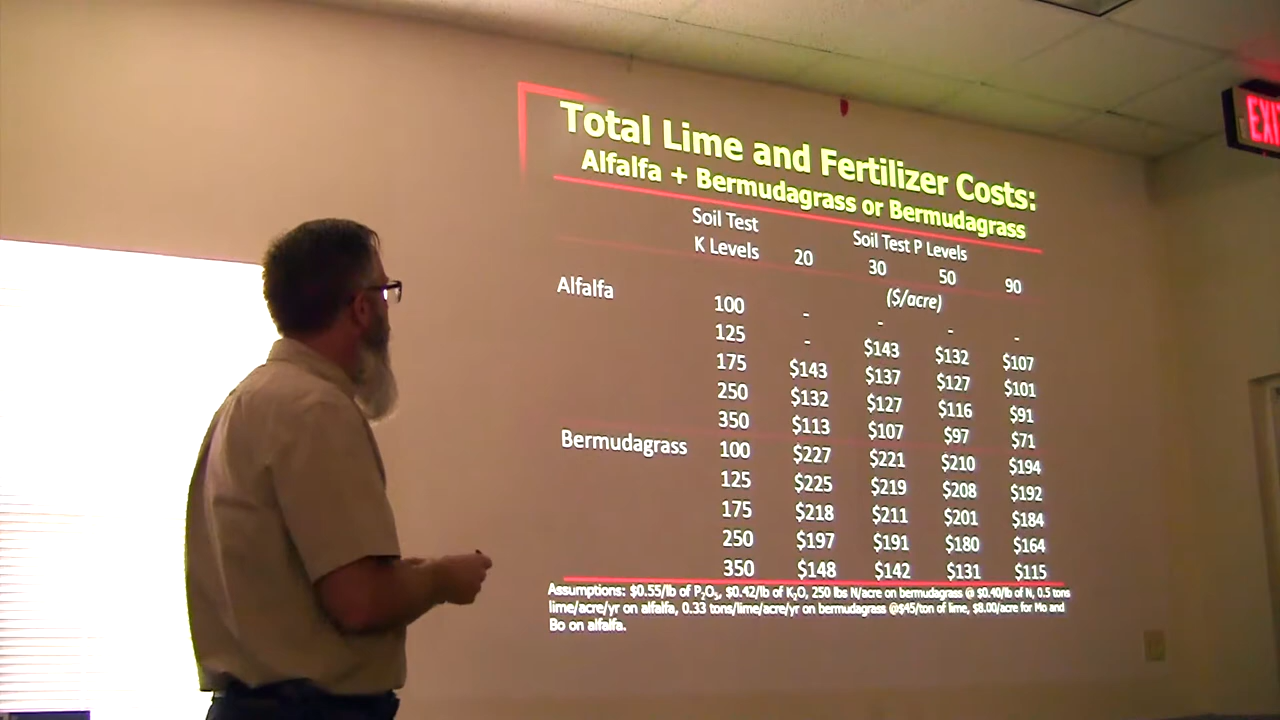 Total Lime and Fertilizer Costs:
Alfalfa + Bermudagrass or Bermudagrass
Soil Test Soil Test P Levels
K Levels 20 30 50 90
($/acre)
Alfalfa 100 - - - -
125 - $143 $132 $107
175 $143 $137 $127 $101
250 $132 $127 $116 $91
350 $113 $107 $97 $71
Bermudagrass 100 $227 $221 $210 $194
125 $225 $219 $208 $192
175 $218 $211 $201 $184
250 $197 $191 $180 $164
350 $148 $142 $131 $115
Assumptions: $0.55/lb of P₂O₅, $0.42/lb of K₂O, 250 lbs N/acre on bermudagrass @ $0.40/lb of N, 0.5 tons
lime/acre/yr on alfalfa, 0.33 tons/lime/acre/yr on bermudagrass @$45/ton of lime, $8.00/acre for Mo and
Bo on alfalfa.
EXI